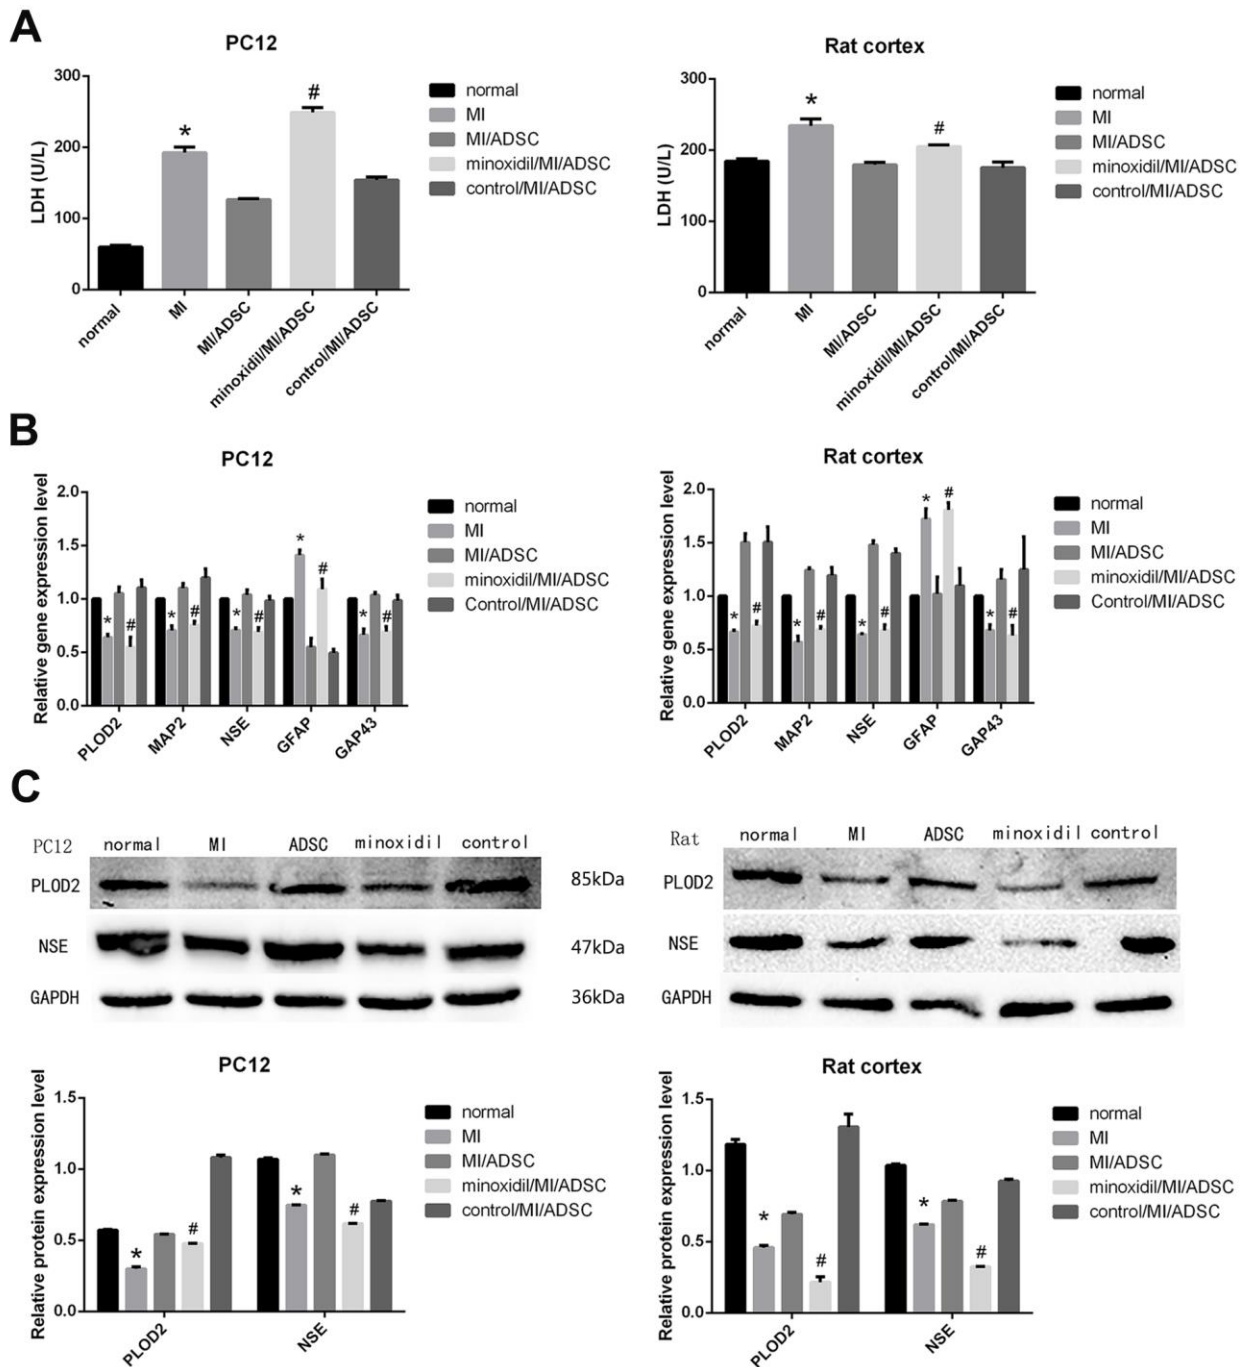 A
PC12
300
200
100
0
LDH (U/L)
*
#
normal
MI
MI/ADSC
minoxidil/MI/ADSC
control/MI/ADSC
normal
MI
MI/ADSC
minoxidil/MI/ADSC
control/MI/ADSC
Rat cortex
300
200
100
0
LDH (U/L)
*
#
normal
MI
MI/ADSC
minoxidil/MI/ADSC
control/MI/ADSC
normal
MI
MI/ADSC
minoxidil/MI/ADSC
control/MI/ADSC
B
PC12
2.0
1.5
1.0
0.5
0.0
Relative gene expression level
* # * # * # * # * #
PLOD2 MAP2 NSE GFAP GAP43
normal
MI
MI/ADSC
minoxidil/MI/ADSC
Control/MI/ADSC
Rat cortex
2.0
1.5
1.0
0.5
0.0
Relative gene expression level
* # * # * # * # * #
PLOD2 MAP2 NSE GFAP GAP43
normal
MI
MI/ADSC
minoxidil/MI/ADSC
Control/MI/ADSC
C
PC12 normal MI ADSC minoxidil control
PLOD2 85kDa
NSE 47kDa
GAPDH 36kDa
Rat normal MI ADSC minoxidil control
PLOD2
NSE
GAPDH
PC12
1.5
1.0
0.5
0.0
Relative protein expression level
* # * #
PLOD2 NSE
normal
MI
MI/ADSC
minoxidil/MI/ADSC
control/MI/ADSC
Rat cortex
1.5
1.0
0.5
0.0
Relative protein expression level
* # * #
PLOD2 NSE
normal
MI
MI/ADSC
minoxidil/MI/ADSC
control/MI/ADSC